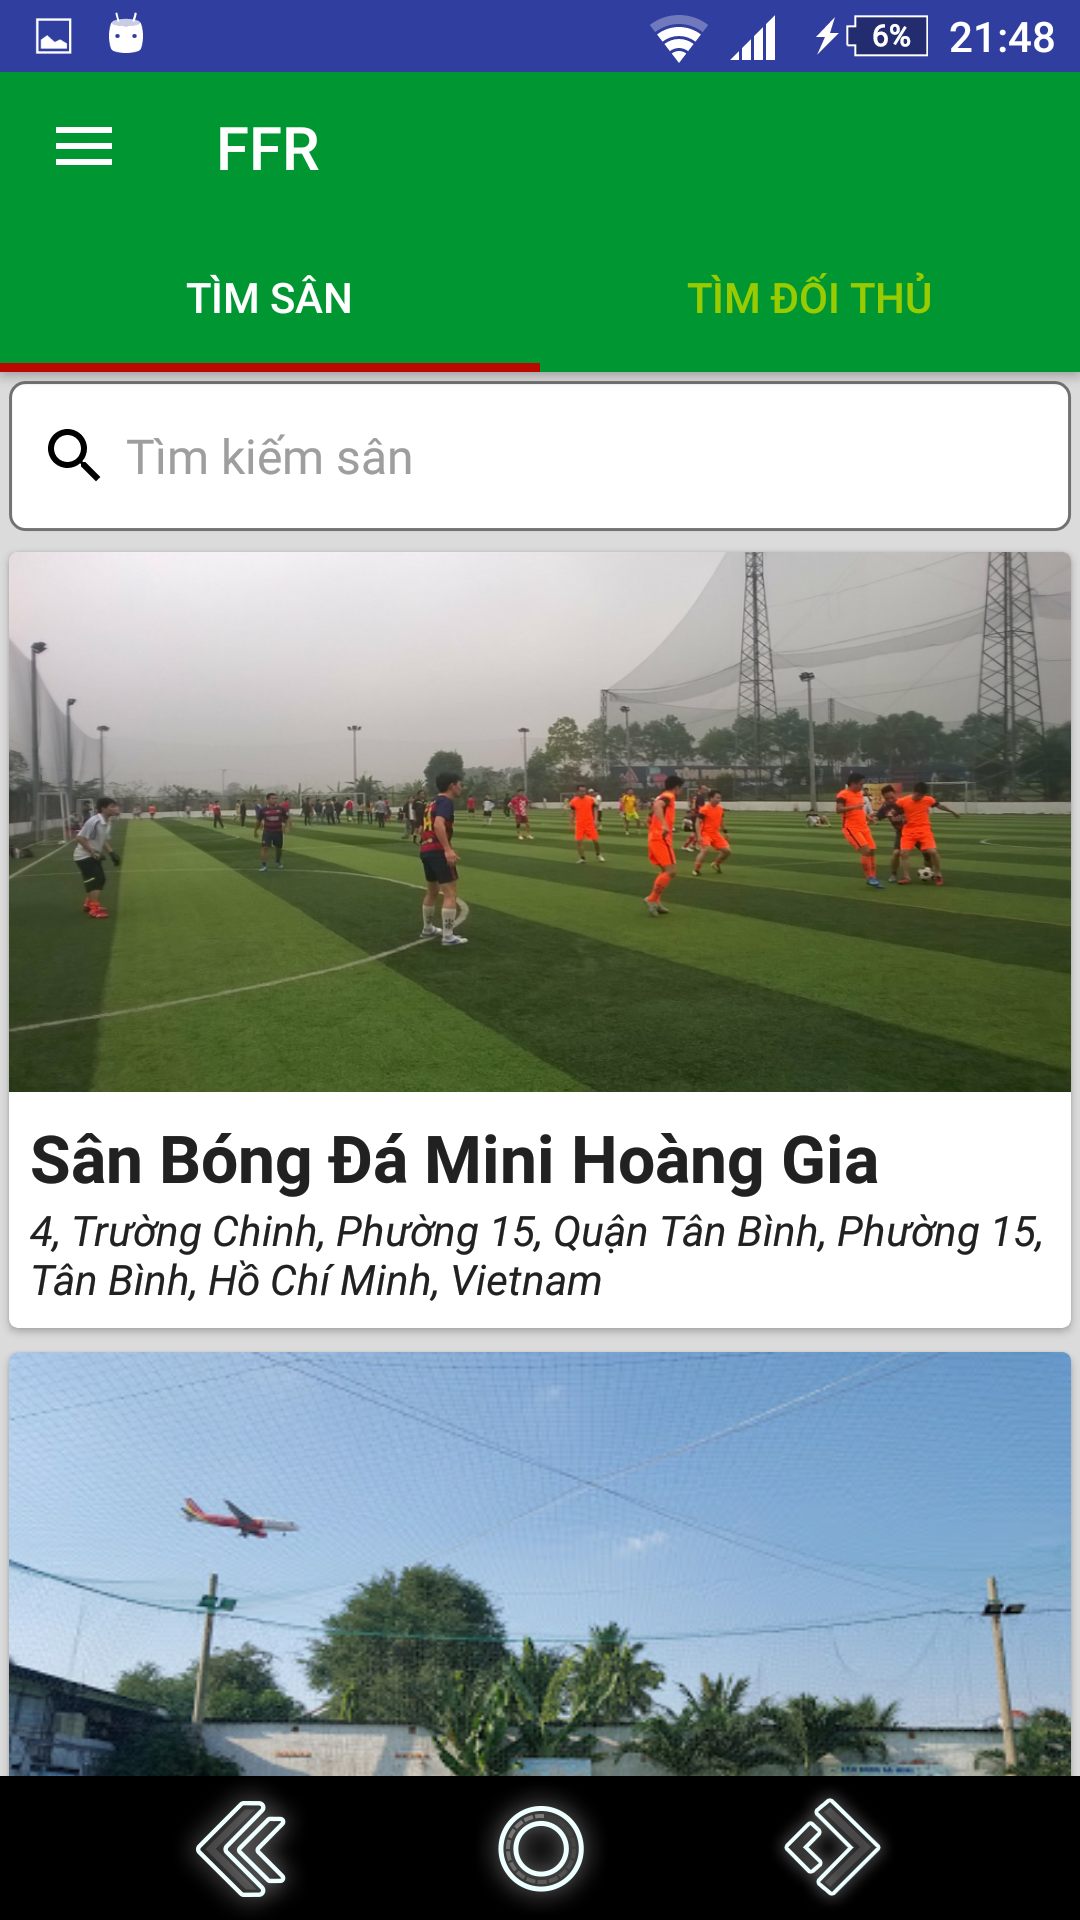 6%
21:48
FFR
TÌM SÂN
TÌM ĐỐI THỦ
Tìm kiếm sân
Sân Bóng Đá Mini Hoàng Gia
4, Trường Chinh, Phường 15, Quận Tân Bình, Phường 15,
Tân Bình, Hồ Chí Minh, Vietnam